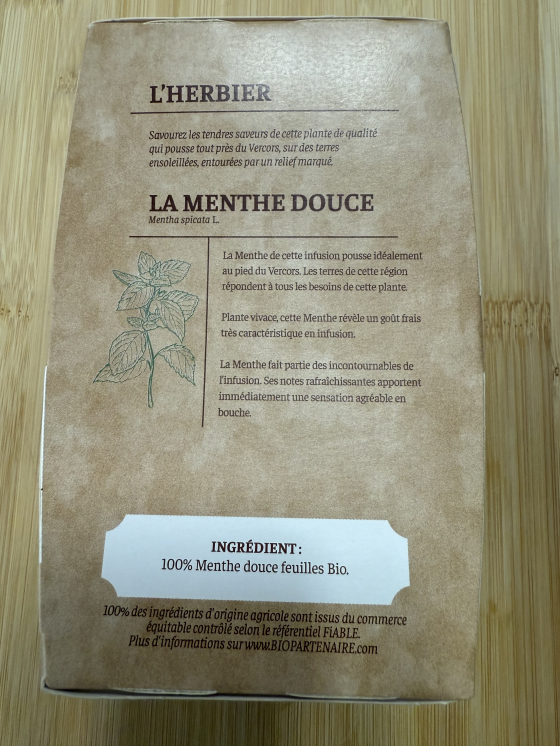 L'HERBIER
Savourez les tendres saveurs de cette plante de qualité
qui pousse tout près du Vercors, sur des terres
ensoleillées, entourées par un relief marqué.
LA MENTHE DOUCE
Mentha spicata L.
La Menthe de cette infusion pousse idéalement
au pied du Vercors. Les terres de cette région
répondent à tous les besoins de cette plante.
Plante vivace, cette Menthe révèle un goût frais
très caractéristique en infusion.
La Menthe fait partie des incontournables de
l'infusion. Ses notes rafraîchissantes apportent
immédiatement une sensation agréable en
bouche.
INGRÉDIENT :
100% Menthe douce feuilles Bio.
100% des ingrédients d'origine agricole sont issus du commerce
équitable contrôlé selon le référentiel FiABLE.
Plus d'informations sur www.BIOPARTENAIRE.com